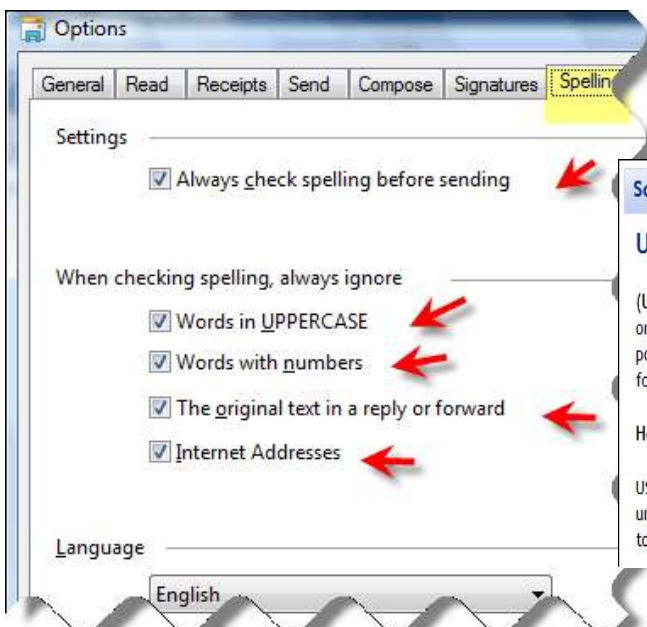 Options
General Read Receipts Send Compose Signatures
Settings
Always check spelling before sending
When checking spelling, always ignore
Words in UPPERCASE
Words with numbers
The original text in a reply or forward
Internet Addresses
Language
English